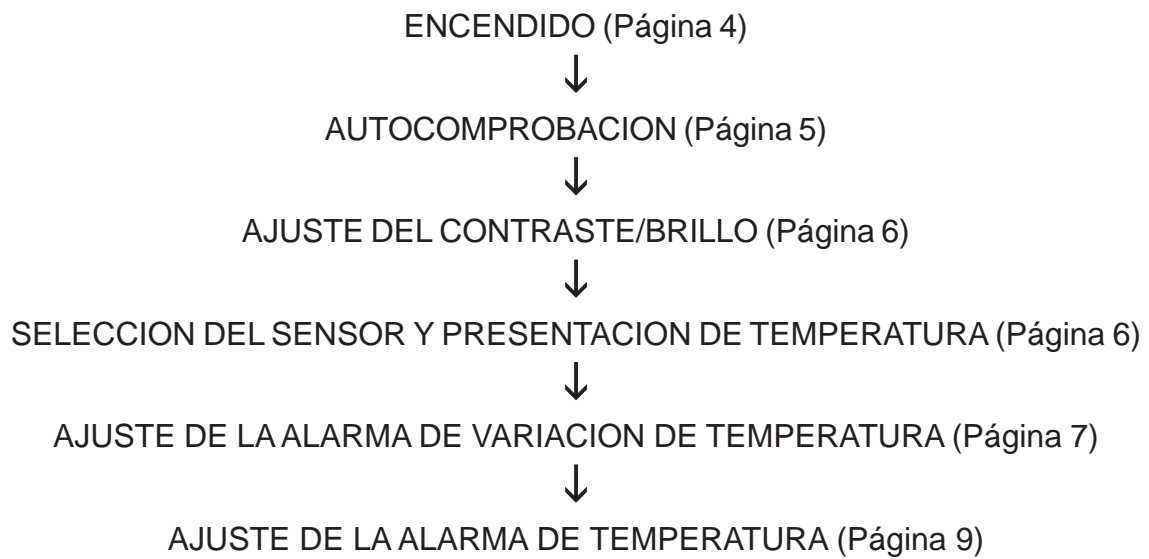 ENCENDIDO (Página 4)
↓
AUTOCOMPROBACION (Página 5)
↓
AJUSTE DEL CONTRASTE/BRILLO (Página 6)
↓
SELECCION DEL SENSOR Y PRESENTACION DE TEMPERATURA (Página 6)
↓
AJUSTE DE LA ALARMA DE VARIACION DE TEMPERATURA (Página 7)
↓
AJUSTE DE LA ALARMA DE TEMPERATURA (Página 9)